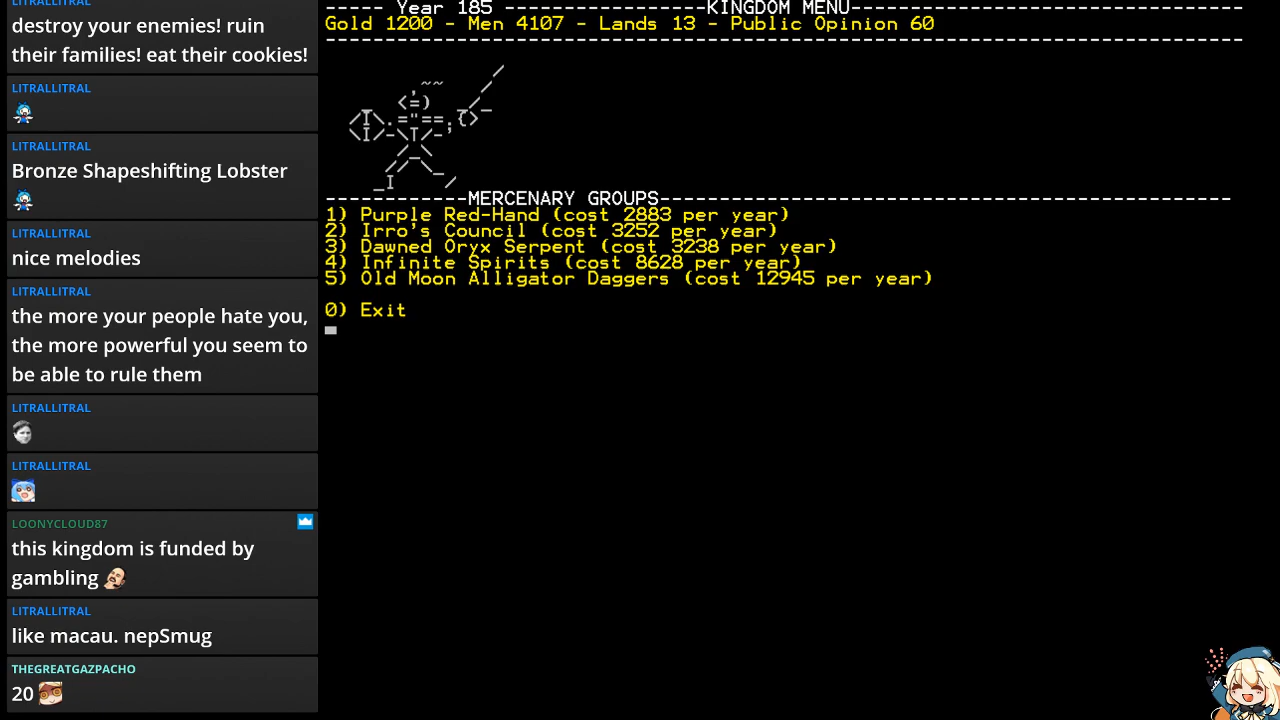 destroy your enemies! ruin
their families! eat their cookies!
LITRALLITRAL
LITRALLITRAL
Bronze Shapeshifting Lobster
LITRALLITRAL
nice melodies
LITRALLITRAL
the more your people hate you,
the more powerful you seem to
be able to rule them
LITRALLITRAL
LITRALLITRAL
LOONYCLOUD87
this kingdom is funded by
gambling
LITRALLITRAL
like macau. nepSmug
THEGREATGAZPACHO
20
----- Year 185 -----------------KINGDOM MENU--------------------------------------------------
Gold 1200 - Men 4107 - Lands 13 - Public Opinion 60
------------MERCENARY GROUPS------------------------------------------------
1) Purple Red-Hand (cost 2883 per year)
2) Irro's Council (cost 3252 per year)
3) Dawned Oryx Serpent (cost 3238 per year)
4) Infinite Spirits (cost 8628 per year)
5) Old Moon Alligator Daggers (cost 12945 per year)
0) Exit